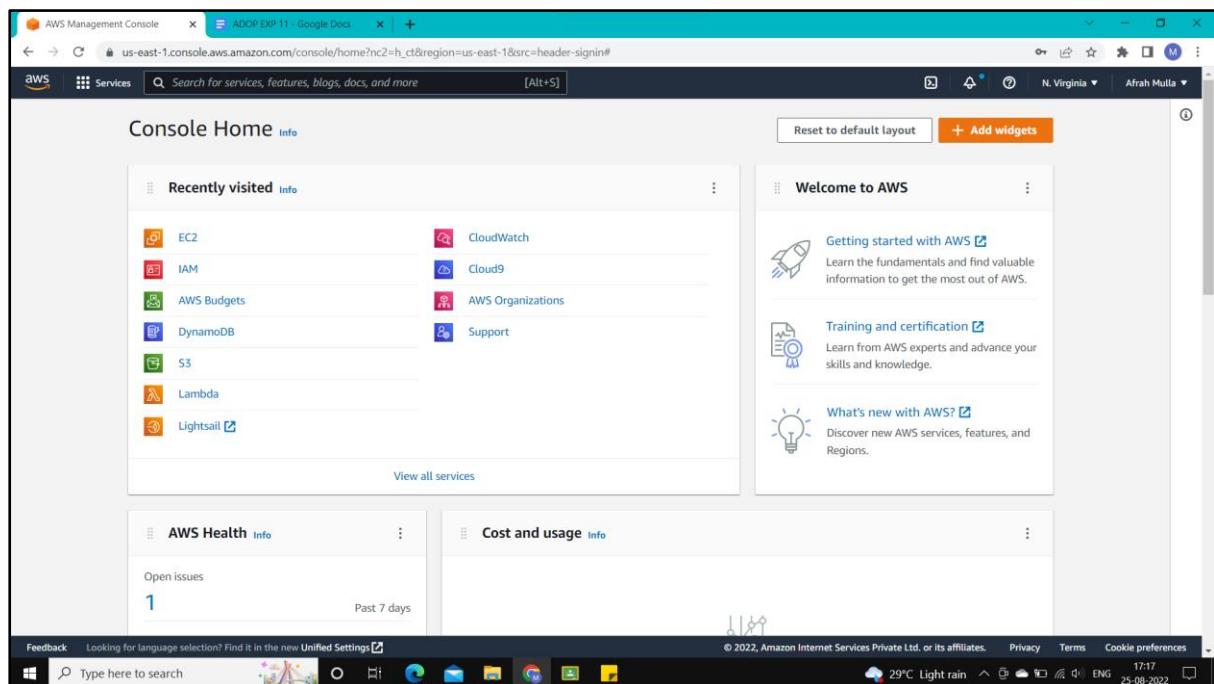 AWS Management Console
ADOP EXP 11 - Google Docs
us-east-1.console.aws.amazon.com/console/home?nc2=h_ct&region=us-east-1&src=header-signin#
M
aws
Services
Search for services, features, blogs, docs, and more
[Alt+S]
N. Virginia
Afrah Mulla
Console Home Info
Reset to default layout
+ Add widgets
Recently visited Info
EC2
IAM
AWS Budgets
DynamoDB
S3
Lambda
Lightsail
CloudWatch
Cloud9
AWS Organizations
Support
View all services
Welcome to AWS
Getting started with AWS
Learn the fundamentals and find valuable
information to get the most out of AWS.
Training and certification
Learn from AWS experts and advance your
skills and knowledge.
What's new with AWS?
Discover new AWS services, features, and
Regions.
AWS Health Info
Open issues
1
Past 7 days
Cost and usage Info
Feedback
Looking for language selection? Find it in the new Unified Settings
© 2022, Amazon Internet Services Private Ltd. or its affiliates.
Privacy
Terms
Cookie preferences
Type here to search
29°C Light rain
ENG
17:17
25-08-2022